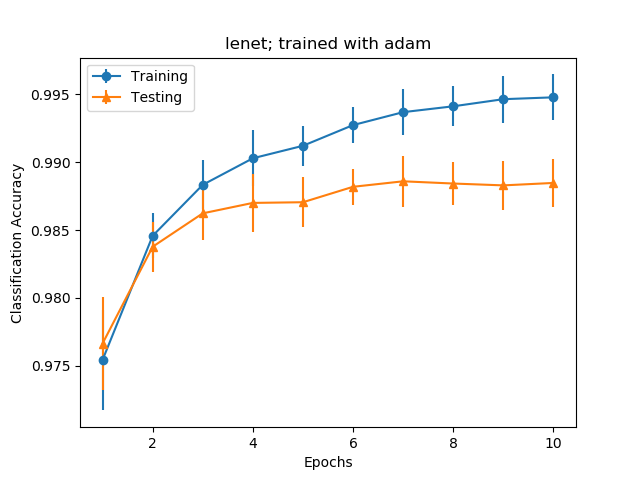 lenet; trained with adam
Training
Testing
0.995
0.990
0.985
0.980
0.975
Classification Accuracy
2 4 6 8 10
Epochs